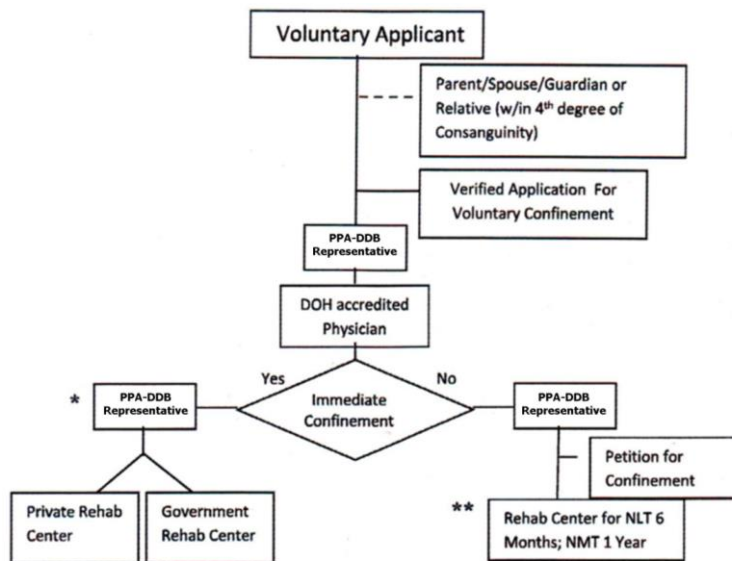 Voluntary Applicant
Parent/Spouse/Guardian or
Relative (w/in 4th degree of
Consanguinity)
Verified Application For
Voluntary Confinement
PPA-DDB
Representative
DOH accredited
Physician
Yes
No
Immediate
Confinement
*
PPA-DDB
Representative
PPA-DDB
Representative
Petition for
Confinement
Private Rehab
Center
Government
Rehab Center
**
Rehab Center for NLT 6
Months; NMT 1 Year